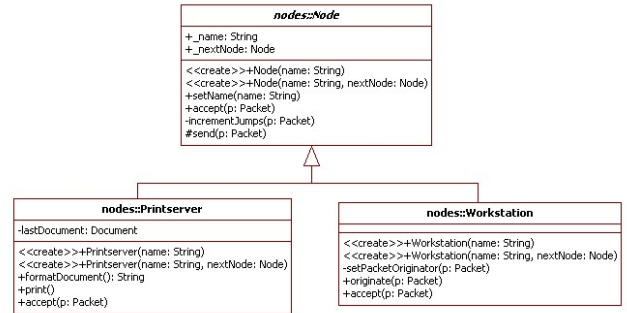 nodes::Node
+_name: String
+_nextNode: Node
<<create>>+Node(name: String)
<<create>>+Node(name: String, nextNode: Node)
+setName(name: String)
+accept(p: Packet)
-incrementJumps(p: Packet)
#send(p: Packet)
nodes::Printserver
-lastDocument: Document
<<create>>+Printserver(name: String)
<<create>>+Printserver(name: String, nextNode: Node)
+formatDocument(): String
+print()
+accept(p: Packet)
nodes::Workstation
<<create>>+Workstation(name: String)
<<create>>+Workstation(name: String, nextNode: Node)
-setPacketOriginator(p: Packet)
+originate(p: Packet)
+accept(p: Packet)